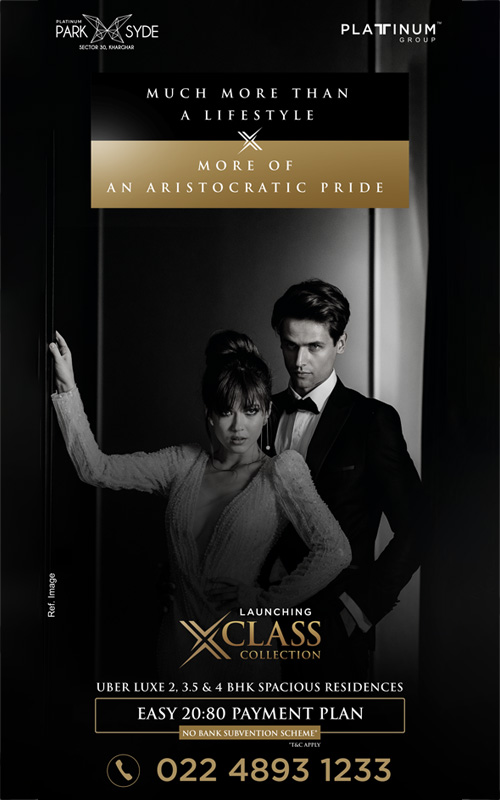 PLATINUM
PARK SYDE
SECTOR 30, KHARGHAR
PLATTINUM™
GROUP
MUCH MORE THAN
A LIFESTYLE
X
MORE OF
AN ARISTOCRATIC PRIDE
Ref. Image
LAUNCHING
X CLASS
COLLECTION
UBER LUXE 2, 3.5 & 4 BHK SPACIOUS RESIDENCES
EASY 20:80 PAYMENT PLAN
NO BANK SUBVENTION SCHEME*
*T&C APPLY
022 4893 1233